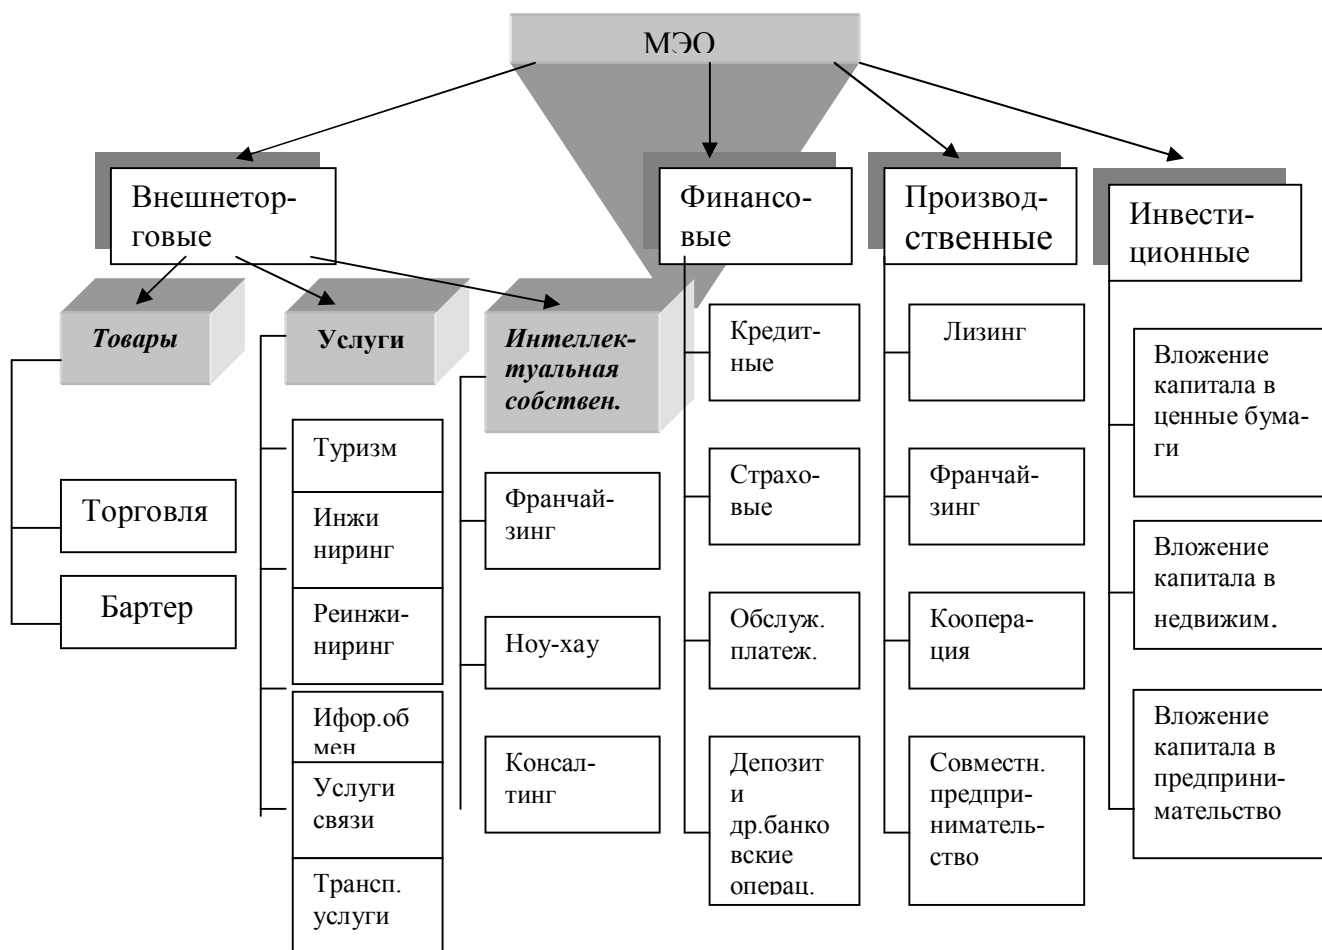 МЭО
Внешнетор-
говые
Финансо-
вые
Производ-
ственные
Инвести-
ционные
Товары
Услуги
Интеллек-
туальная
собствен.
Торговля
Бартер
Туризм
Инжи
ниринг
Реинжи-
ниринг
Ифор.об
мен
Услуги
связи
Трансп.
услуги
Франчай-
зинг
Ноу-хау
Консал-
тинг
Кредит-
ные
Страхо-
вые
Обслуж.
платеж.
Депозит
и
др.банко
вские
операц.
Лизинг
Франчай-
зинг
Коопера-
ция
Совместн.
предпри-
ниматель-
ство
Вложение
капитала в
ценные бума-
ги
Вложение
капитала в
недвижим.
Вложение
капитала в
предприни-
мательство